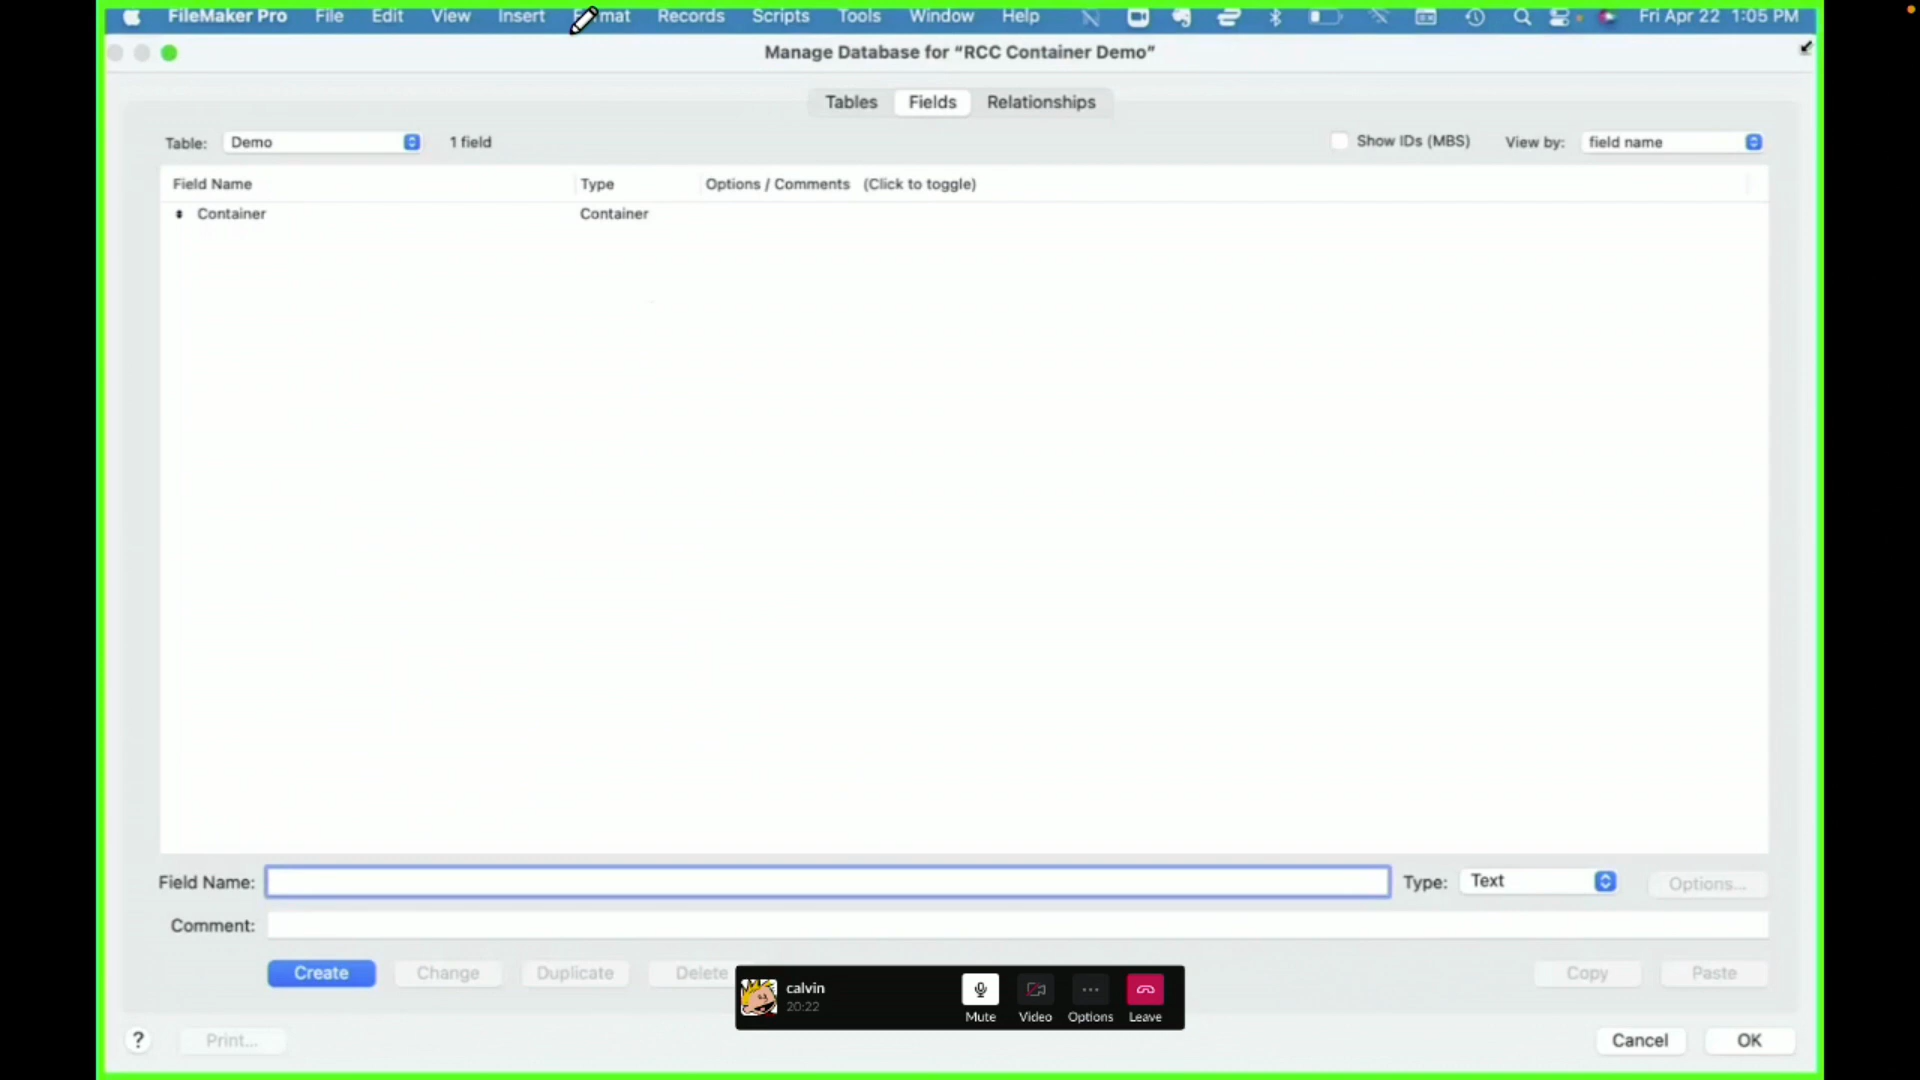 FileMaker Pro File Edit View Insert Format Records Scripts Tools Window Help Fri Apr 22 1:05 PM
Manage Database for “RCC Container Demo”
Tables Fields Relationships
Table: Demo 1 field Show IDs (MBS) View by: field name
Field Name Type Options / Comments (Click to toggle)
Container Container
Field Name: Type: Text Options...
Comment:
Create Change Duplicate Delete Copy Paste
calvin
20:22
Mute Video Options Leave
? Print... Cancel OK